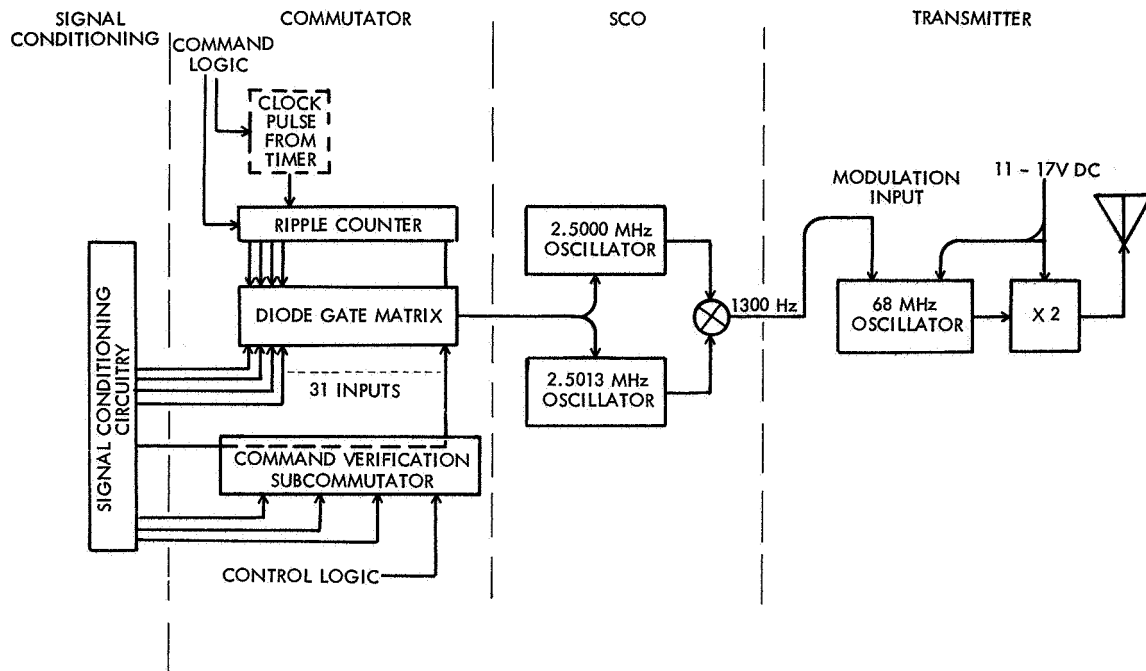 SIGNAL
CONDITIONING
COMMUTATOR
SCO
TRANSMITTER
COMMAND
LOGIC
CLOCK
PULSE
FROM
TIMER
RIPPLE COUNTER
DIODE GATE MATRIX
31 INPUTS
COMMAND VERIFICATION
SUBCOMMUTATOR
CONTROL LOGIC
SIGNAL CONDITIONING
CIRCUITRY
2.5000 MHz
OSCILLATOR
2.5013 MHz
OSCILLATOR
1300 Hz
MODULATION
INPUT
11 - 17V DC
68 MHz
OSCILLATOR
X 2